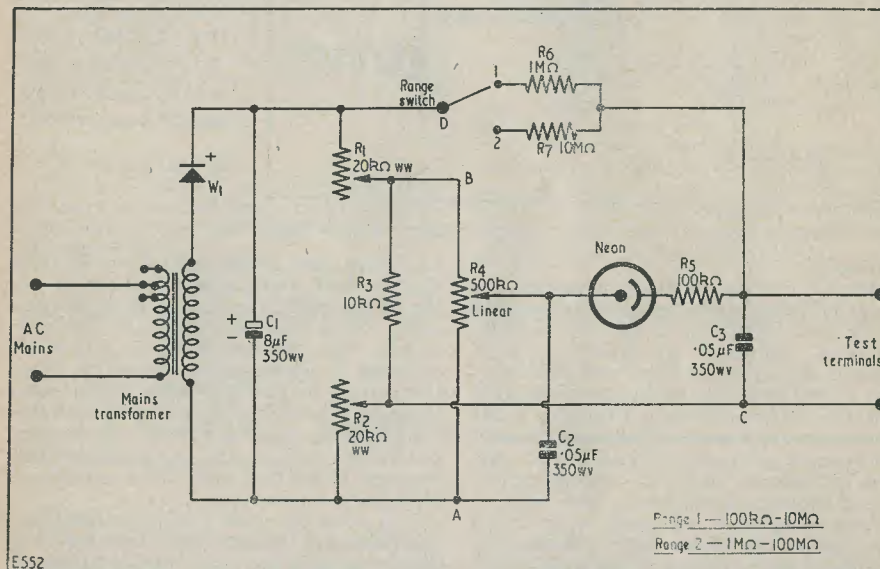 R6
1MΩ
Range
switch
1
D
2
R7 10MΩ
+
W1
R1
20kΩ
WW
B
Neon
R3
10kΩ
R4
500kΩ
Linear
R5
100kΩ
AC
Mains
+
−
C1
8μF
350wv
C3
·05μF
350wv
Test
terminals
Mains
transformer
R2
20kΩ
WW
C
C2
·05μF
350wv
A
Range 1 — 100kΩ–10MΩ
Range 2 — 1MΩ–100MΩ
E552